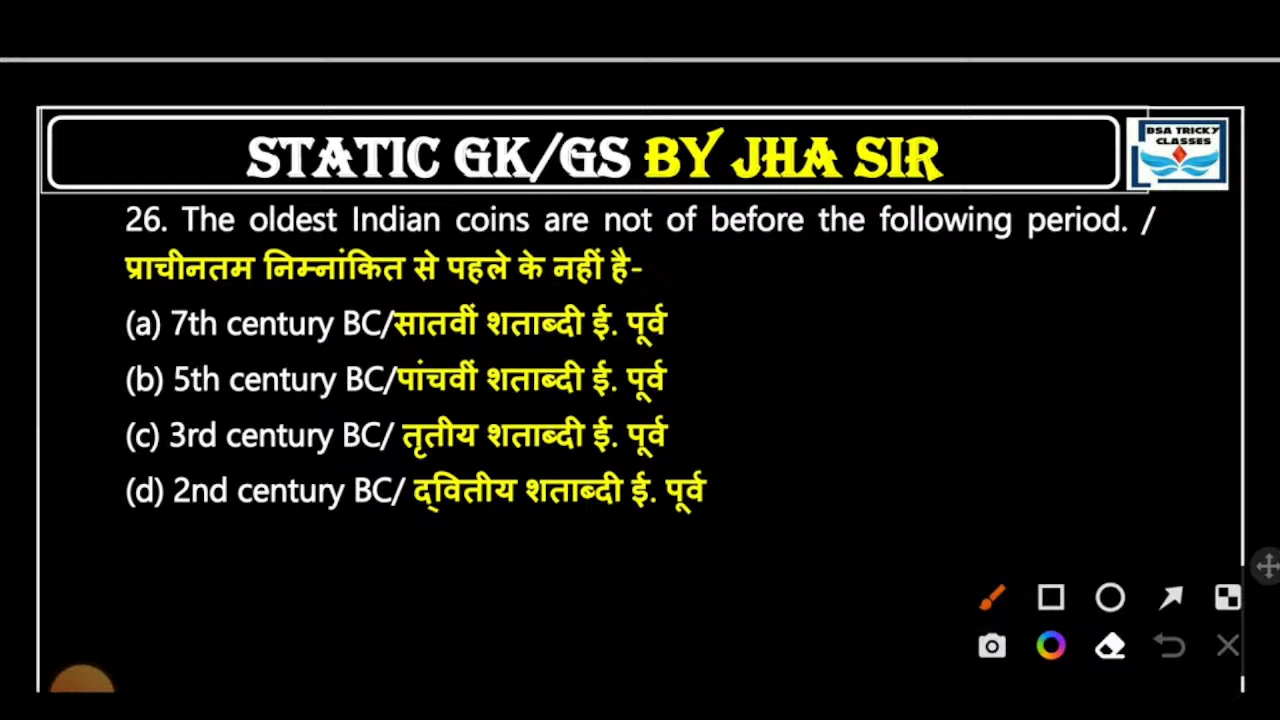 STATIC GK/GS BY JHA SIR
BSA TRICKY
CLASSES
26. The oldest Indian coins are not of before the following period. /
प्राचीनतम निम्नांकित से पहले के नहीं है-
(a) 7th century BC/सातवीं शताब्दी ई. पूर्व
(b) 5th century BC/पांचवीं शताब्दी ई. पूर्व
(c) 3rd century BC/ तृतीय शताब्दी ई. पूर्व
(d) 2nd century BC/ द्वितीय शताब्दी ई. पूर्व